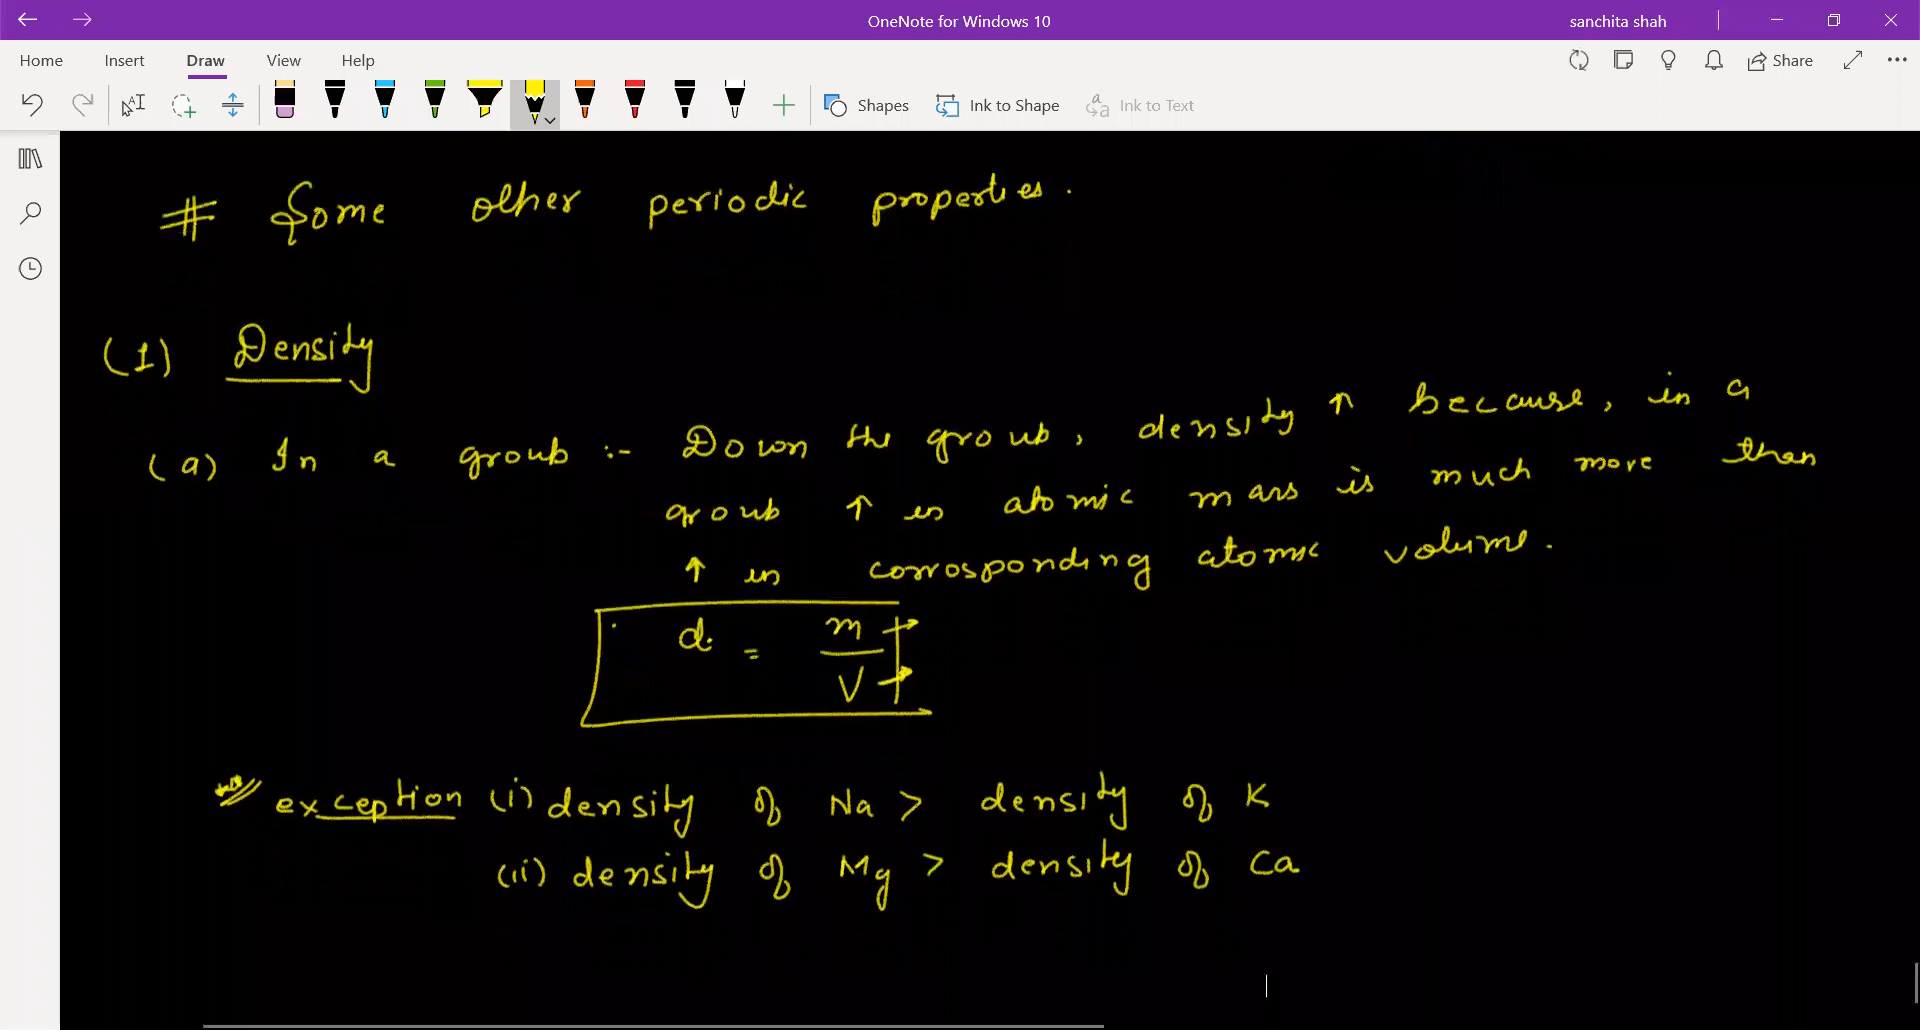 OneNote for Windows 10
sanchita shah
Home Insert Draw View Help
Share
Shapes Ink to Shape Ink to Text
# Some other periodic properties.
(1) Density
(a) In a group :- Down the group, density ↑ because, in a
group ↑ in atomic mass is much more than
↑ in corrosponding atomic volume.
d = m/V
exception (i) density of Na > density of K
(ii) density of Mg > density of Ca